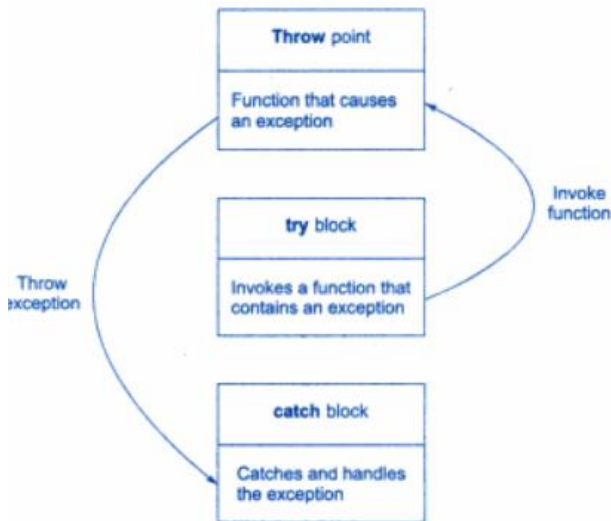 Throw point
Function that causes
an exception
Invoke
function
try block
Invokes a function that
contains an exception
Throw
exception
catch block
Catches and handles
the exception